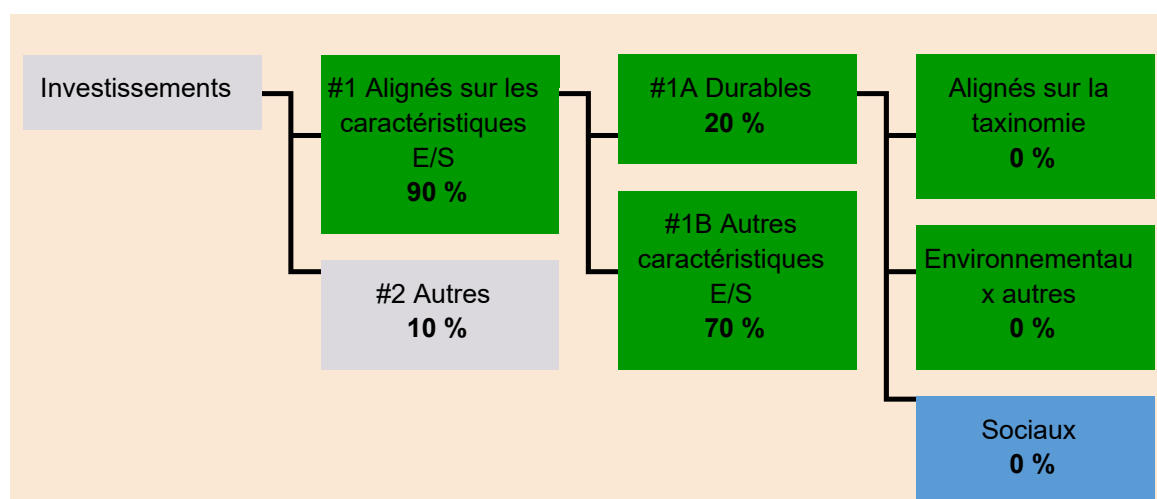 Investissements
#1 Alignés sur les
caractéristiques
E/S
90 %
#2 Autres
10 %
#1A Durables
20 %
#1B Autres
caractéristiques
E/S
70 %
Alignés sur la
taxinomie
0 %
Environnementau
x autres
0 %
Sociaux
0 %